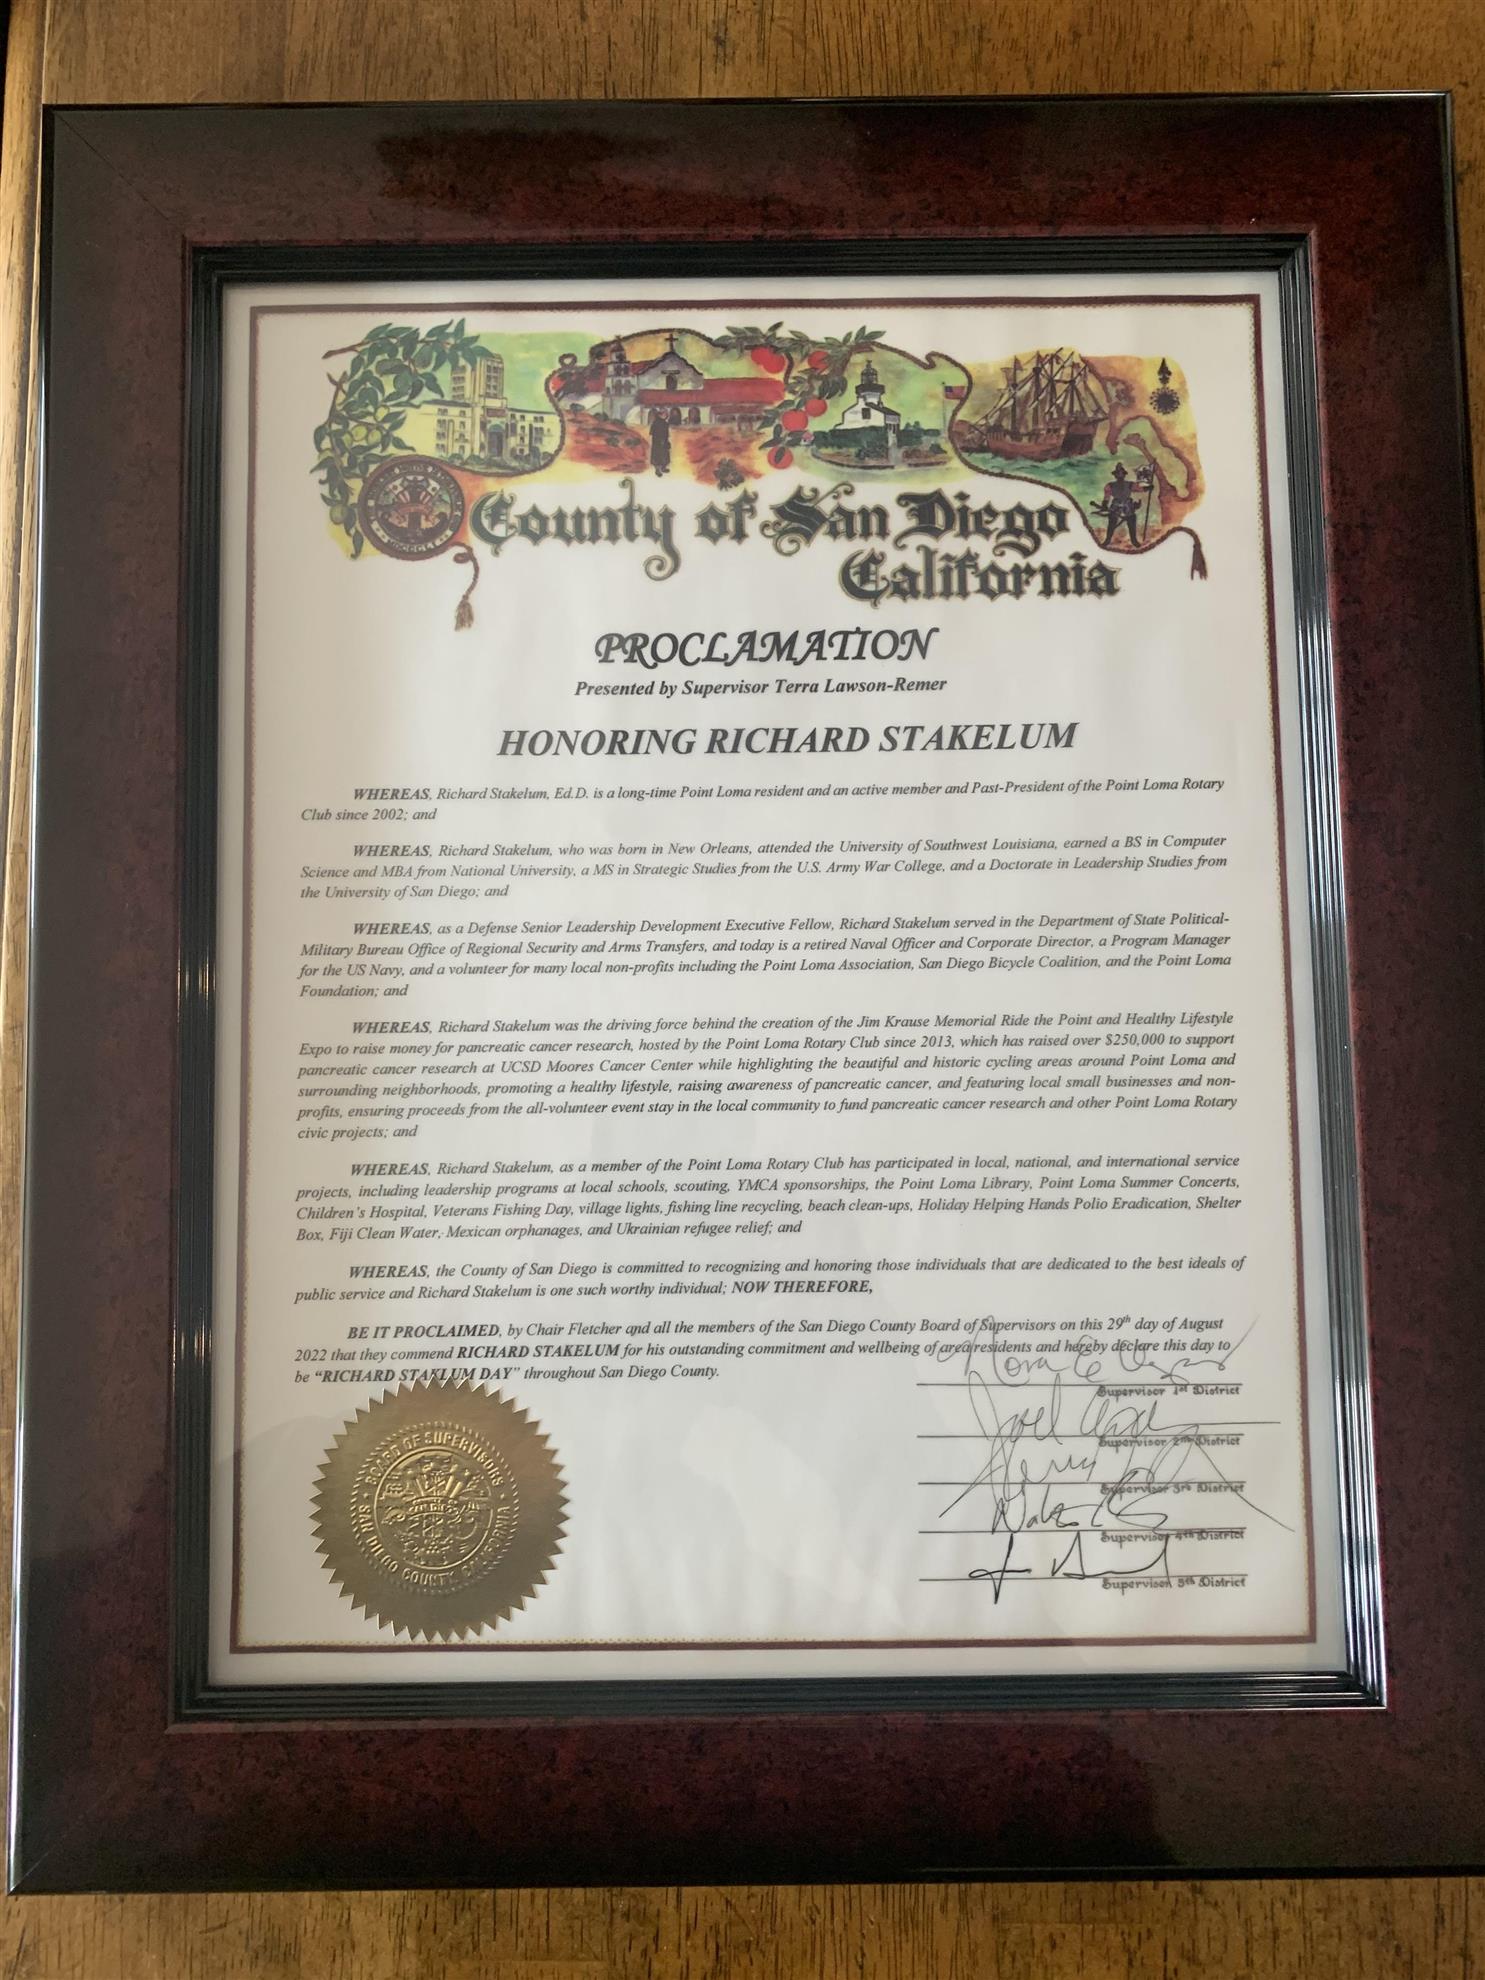 County of San Diego
California
PROCLAMATION
Presented by Supervisor Terra Lawson-Remer
HONORING RICHARD STAKELUM
WHEREAS, Richard Stakelum, Ed.D. is a long-time Point Loma resident and an active member and Past-President of the Point Loma Rotary
Club since 2002; and
WHEREAS, Richard Stakelum, who was born in New Orleans, attended the University of Southwest Louisiana, earned a BS in Computer
Science and MBA from National University, a MS in Strategic Studies from the U.S. Army War College, and a Doctorate in Leadership Studies from
the University of San Diego; and
WHEREAS, as a Defense Senior Leadership Development Executive Fellow, Richard Stakelum served in the Department of State Political-
Military Bureau Office of Regional Security and Arms Transfers, and today is a retired Naval Officer and Corporate Director, a Program Manager
for the US Navy, and a volunteer for many local non-profits including the Point Loma Association, San Diego Bicycle Coalition, and the Point Loma
Foundation; and
WHEREAS, Richard Stakelum was the driving force behind the creation of the Jim Krause Memorial Ride the Point and Healthy Lifestyle
Expo to raise money for pancreatic cancer research, hosted by the Point Loma Rotary Club since 2013, which has raised over $250,000 to support
pancreatic cancer research at UCSD Moores Cancer Center while highlighting the beautiful and historic cycling areas around Point Loma and
surrounding neighborhoods, promoting a healthy lifestyle, raising awareness of pancreatic cancer, and featuring local small businesses and non-
profits, ensuring proceeds from the all-volunteer event stay in the local community to fund pancreatic cancer research and other Point Loma Rotary
civic projects; and
WHEREAS, Richard Stakelum, as a member of the Point Loma Rotary Club has participated in local, national, and international service
projects, including leadership programs at local schools, scouting, YMCA sponsorships, the Point Loma Library, Point Loma Summer Concerts,
Children's Hospital, Veterans Fishing Day, village lights, fishing line recycling, beach clean-ups, Holiday Helping Hands Polio Eradication, Shelter
Box, Fiji Clean Water, Mexican orphanages, and Ukrainian refugee relief; and
WHEREAS, the County of San Diego is committed to recognizing and honoring those individuals that are dedicated to the best ideals of
public service and Richard Stakelum is one such worthy individual; NOW THEREFORE,
BE IT PROCLAIMED, by Chair Fletcher and all the members of the San Diego County Board of Supervisors on this 29th day of August
2022 that they commend RICHARD STAKELUM for his outstanding commitment and wellbeing of area residents and hereby declare this day to
be “RICHARD STAKLUM DAY” throughout San Diego County.
Supervisor 1st District
Supervisor 2nd District
Supervisor 3rd District
Supervisor 4th District
Supervisor 5th District
BOARD OF SUPERVISORS
SAN DIEGO COUNTY, CALIFORNIA